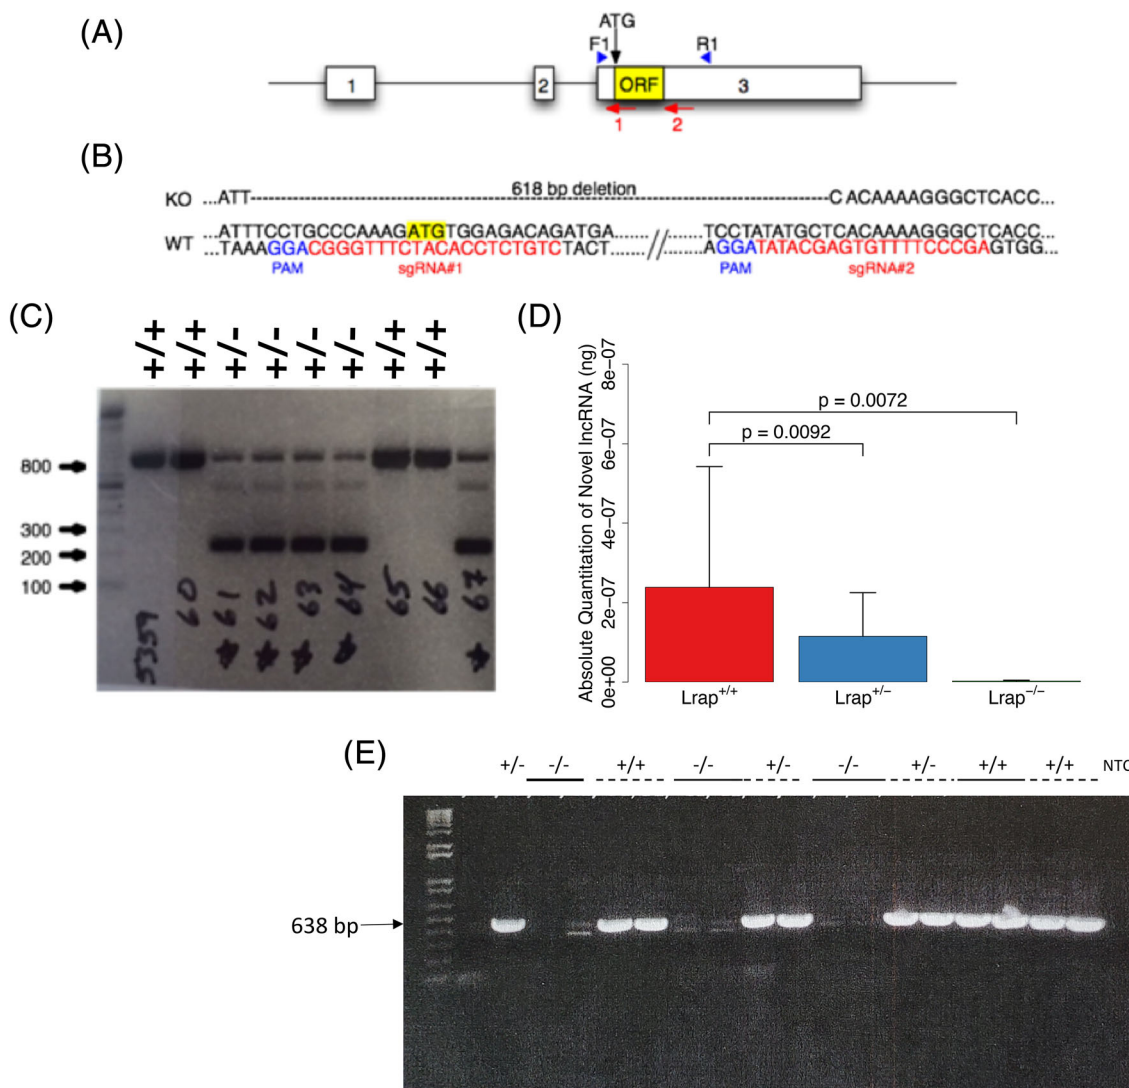 (A)
ATG
F1
R1
1
2
ORF
3
1
2
(B)
KO ...ATT------------------618 bp deletion------------------C ACAAAAGGGCTCACC...
WT
...ATTTCCTGCCCAAAGATGTGGAGACAGATGA.......//........TCCTATATGCTCACAAAAGGGCTCACC...
...TAAAGGACGGGTTTCTACACCTCTGTCTACT.......//........AGGATATACGAGTGTTTTCCCGAGTGG...
PAM sgRNA#1 PAM sgRNA#2
(C)
+/+ +/+ +/- +/- +/- +/- +/+ +/+
800
300
200
100
5359 60 61 62 63 64 65 66 67
(D)
Absolute Quantitation of Novel lncRNA (ng)
0e+00 2e-07 4e-07 6e-07 8e-07
p = 0.0072
p = 0.0092
Lrap+/+ Lrap+/− Lrap−/−
(E)
+/- -/- +/+ -/- +/- -/- +/- +/+ +/+ NTC
638 bp